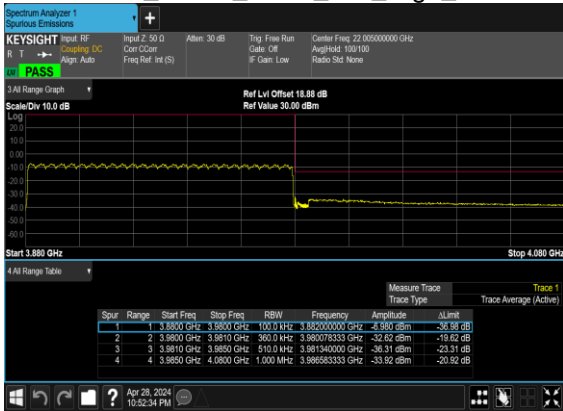 Spectrum Analyzer 1
Spurious Emissions
+
KEYSIGHT Input: RF Input Z: 50 Ω Atten: 30 dB Trig: Free Run Center Freq: 22.005000000 GHz
R T Coupling: DC Corr CCorr Gate: Off Avg|Hold: 100/100
Align: Auto Freq Ref: Int (S) IF Gain: Low Radio Std: None
PASS
3 All Range Graph Ref Lvl Offset 18.88 dB
Scale/Div 10.0 dB Ref Value 30.00 dBm
Log
20.0
10.0
0.00
-10.0
-20.0
-30.0
-40.0
-50.0
-60.0
Start 3.880 GHz Stop 4.080 GHz
4 All Range Table
Measure Trace Trace 1
Trace Type Trace Average (Active)
Spur Range Start Freq Stop Freq RBW Frequency Amplitude ΔLimit
1 1 3.8800 GHz 3.9800 GHz 100.0 kHz 3.882000000 GHz -6.980 dBm -36.98 dB
2 2 3.9800 GHz 3.9810 GHz 360.0 kHz 3.980078333 GHz -32.62 dBm -19.62 dB
3 3 3.9810 GHz 3.9850 GHz 510.0 kHz 3.981340000 GHz -36.31 dBm -23.31 dB
4 4 3.9850 GHz 4.0800 GHz 1.000 MHz 3.986583333 GHz -33.92 dBm -20.92 dB
? Apr 28, 2024
10:52:34 PM